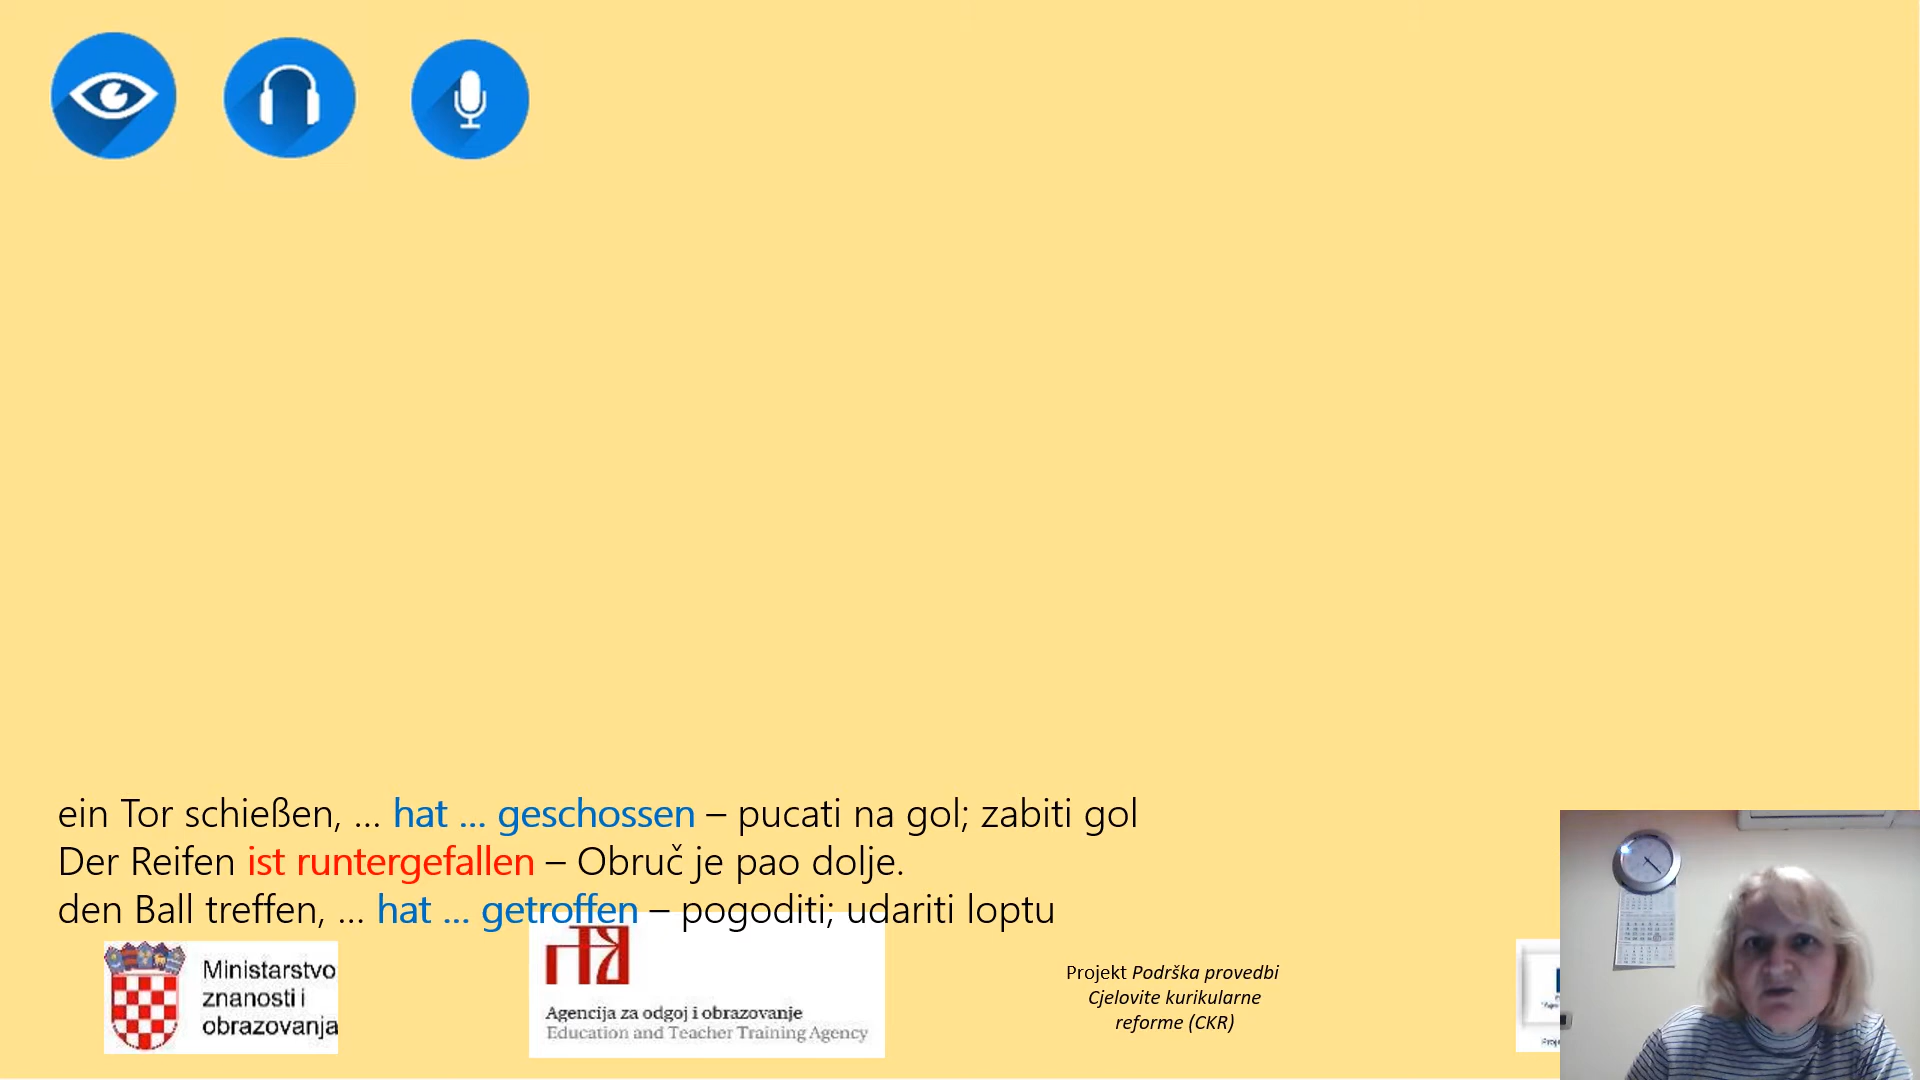 ein Tor schießen, ... hat ... geschossen – pucati na gol; zabiti gol
Der Reifen ist runtergefallen – Obruč je pao dolje.
den Ball treffen, ... hat ... getroffen – pogoditi; udariti loptu
Ministarstvo
znanosti i
obrazovanja
Agencija za odgoj i obrazovanje
Education and Teacher Training Agency
Projekt Podrška provedbi
Cjelovite kurikularne
reforme (CKR)